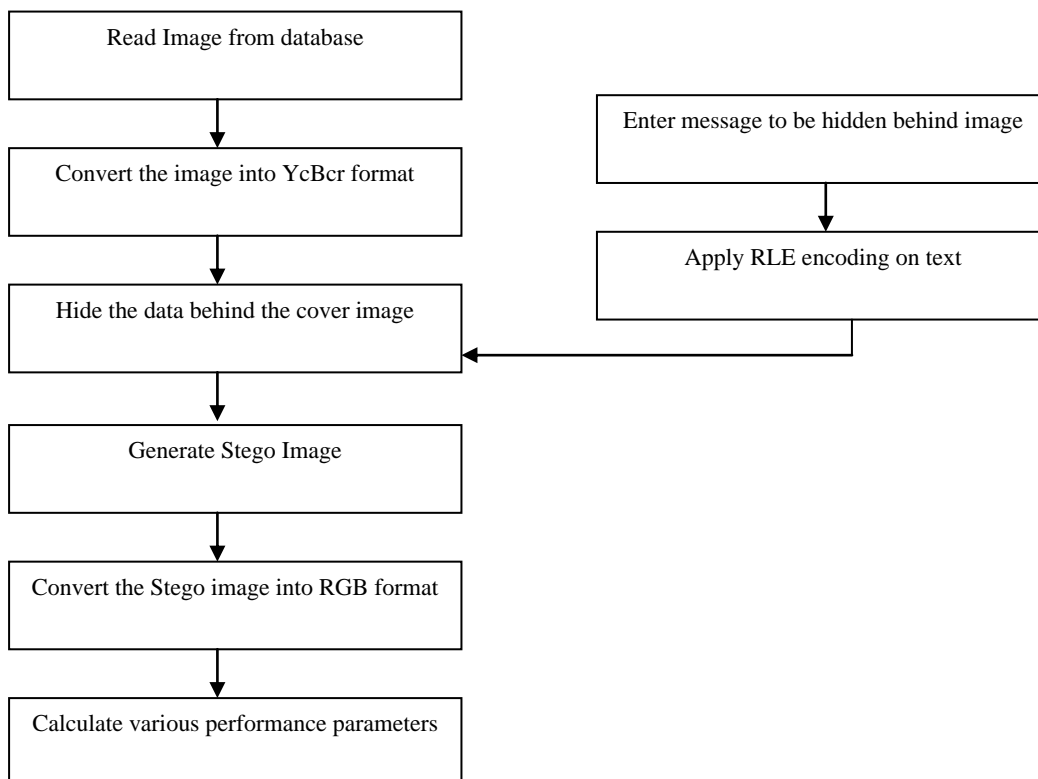 Read Image from database
Enter message to be hidden behind image
Convert the image into YcBcr format
Apply RLE encoding on text
Hide the data behind the cover image
Generate Stego Image
Convert the Stego image into RGB format
Calculate various performance parameters